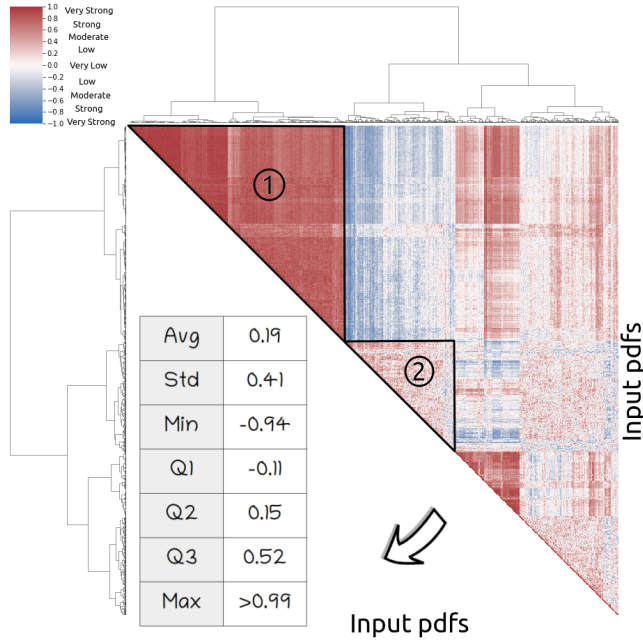 1.0 Very Strong
0.8 Strong
0.6 Moderate
0.4 Low
0.2
0.0 Very Low
−0.2
−0.4 Low
−0.6 Moderate
−0.8 Strong
−1.0 Very Strong
1
2
Avg 0.19
Std 0.41
Min -0.94
Q1 -0.11
Q2 0.15
Q3 0.52
Max >0.99
Input pdfs
Input pdfs